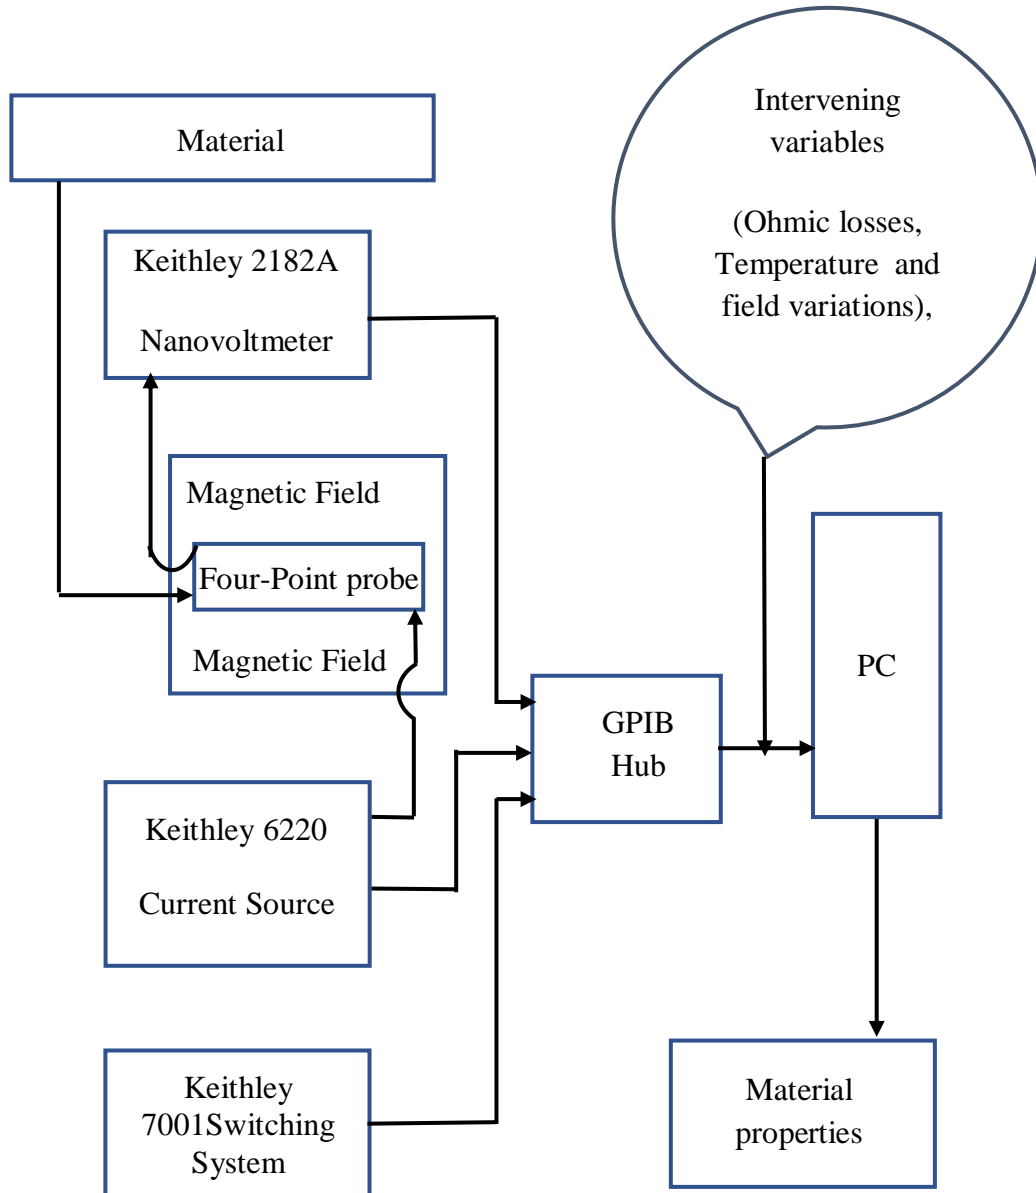 Material
Keithley 2182A
Nanovoltmeter
Magnetic Field
Four-Point probe
Magnetic Field
Keithley 6220
Current Source
Keithley
7001Switching
System
GPIB
Hub
Intervening
variables
(Ohmic losses,
Temperature and
field variations),
PC
Material
properties